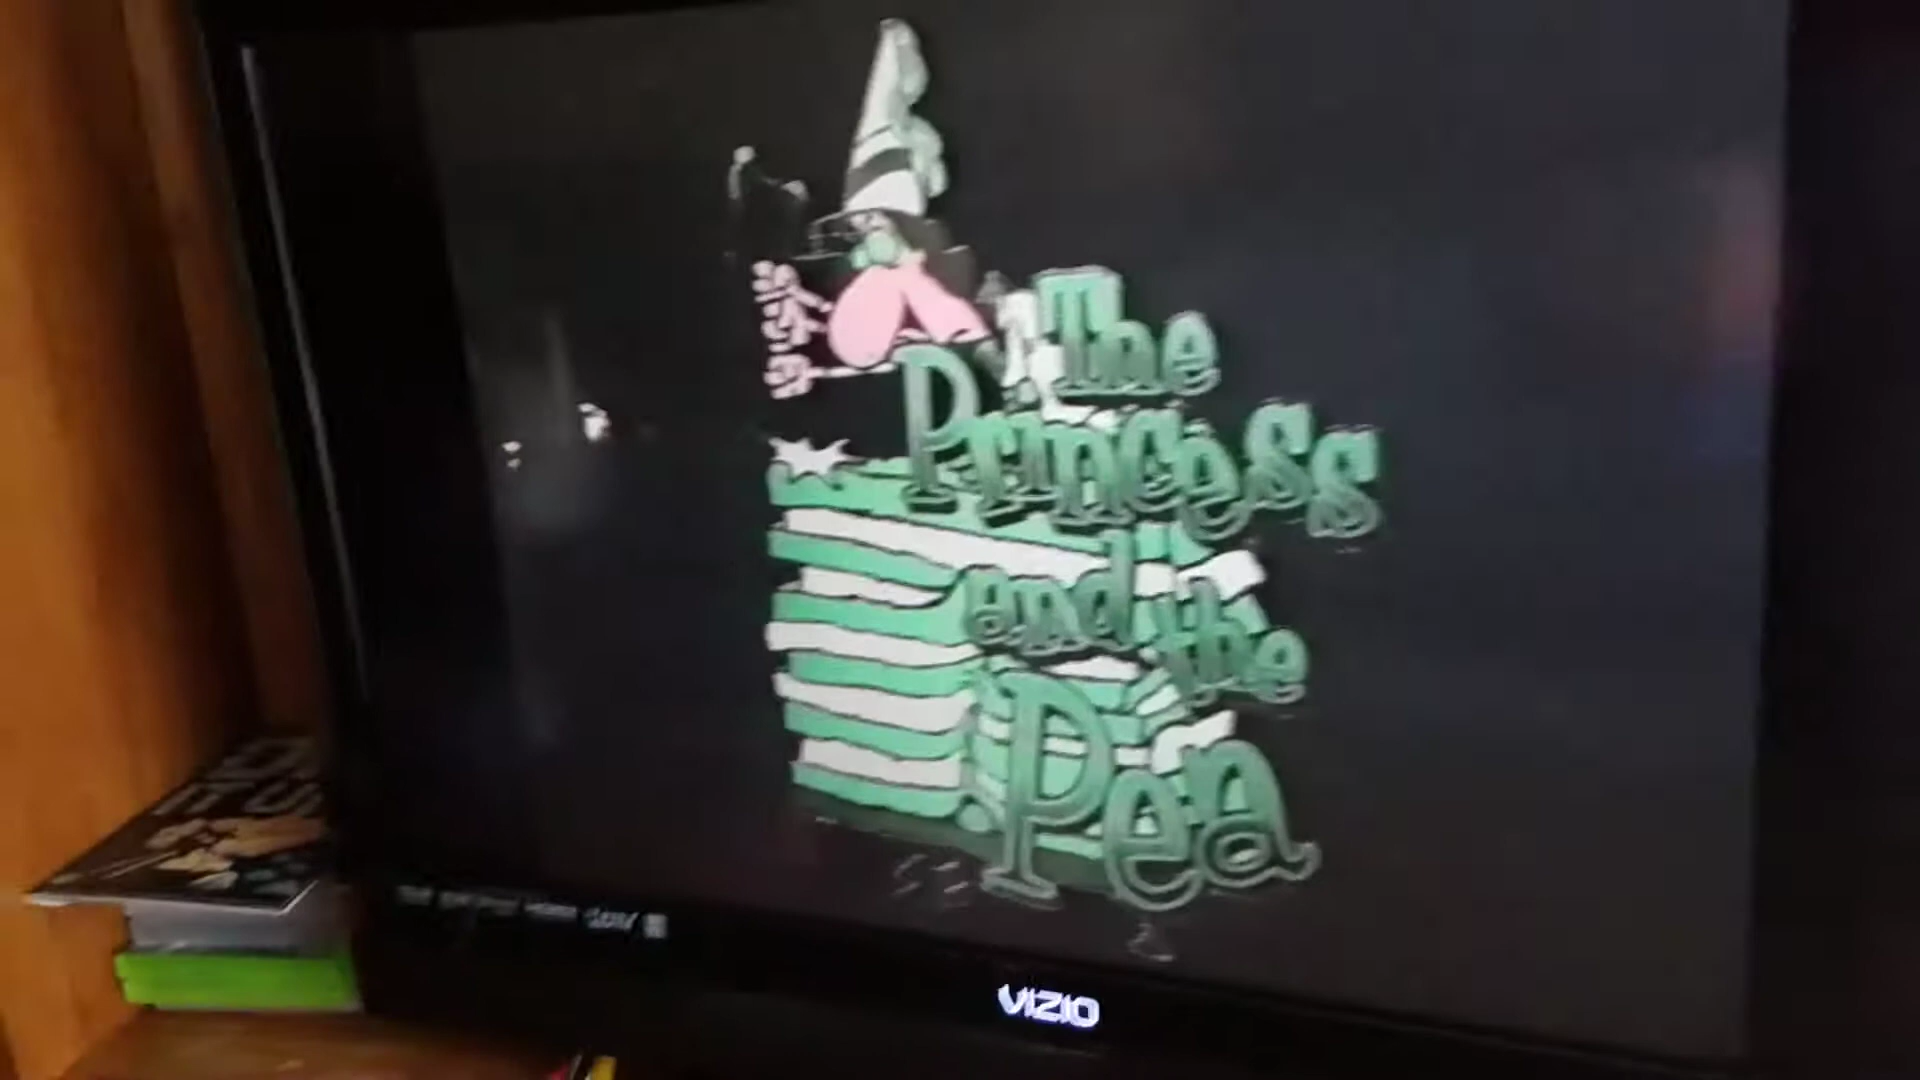 The
Princess
and the
Pea
VIZIO